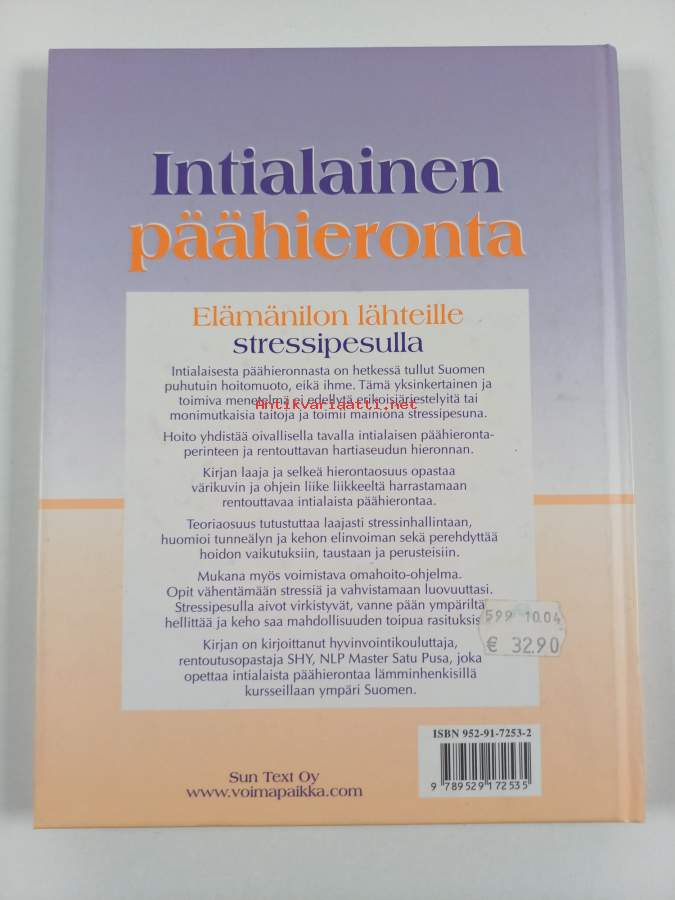 Intialainen
päähieronta
Elämänilon lähteille
stressipesulla
Intialaisesta päähieronnasta on hetkessä tullut Suomen
puhutuin hoitomuoto, eikä ihme. Tämä yksinkertainen ja
toimiva menetelmä ei edellytä erikoisjärjestelyitä tai
Antikvariaatti.net
monimutkaisia taitoja ja toimii mainiona stressipesuna.
Hoito yhdistää oivallisella tavalla intialaisen päähieronta-
perinteen ja rentouttavan hartiaseudun hieronnan.
Kirjan laaja ja selkeä hierontaosuus opastaa
värikuvin ja ohjein liike liikkeeltä harrastamaan
rentouttavaa intialaista päähierontaa.
Teoriaosuus tutustuttaa laajasti stressinhallintaan,
huomioi tunneälyn ja kehon elinvoiman sekä perehdyttää
hoidon vaikutuksiin, taustaan ja perusteisiin.
Mukana myös voimistava omahoito-ohjelma.
Opit vähentämään stressiä ja vahvistamaan luovuuttasi.
Stressipesulla aivot virkistyvät, vanne pään ympäriltä
hellittää ja keho saa mahdollisuuden toipua rasituksis
599 10.04
€ 32.90
Kirjan on kirjoittanut hyvinvointikouluttaja,
rentoutusopastaja SHY, NLP Master Satu Pusa, joka
opettaa intialaista päähierontaa lämminhenkisillä
kursseillaan ympäri Suomen.
ISBN 952-91-7253-2
9 789529 172535
Sun Text Oy
www.voimapaikka.com